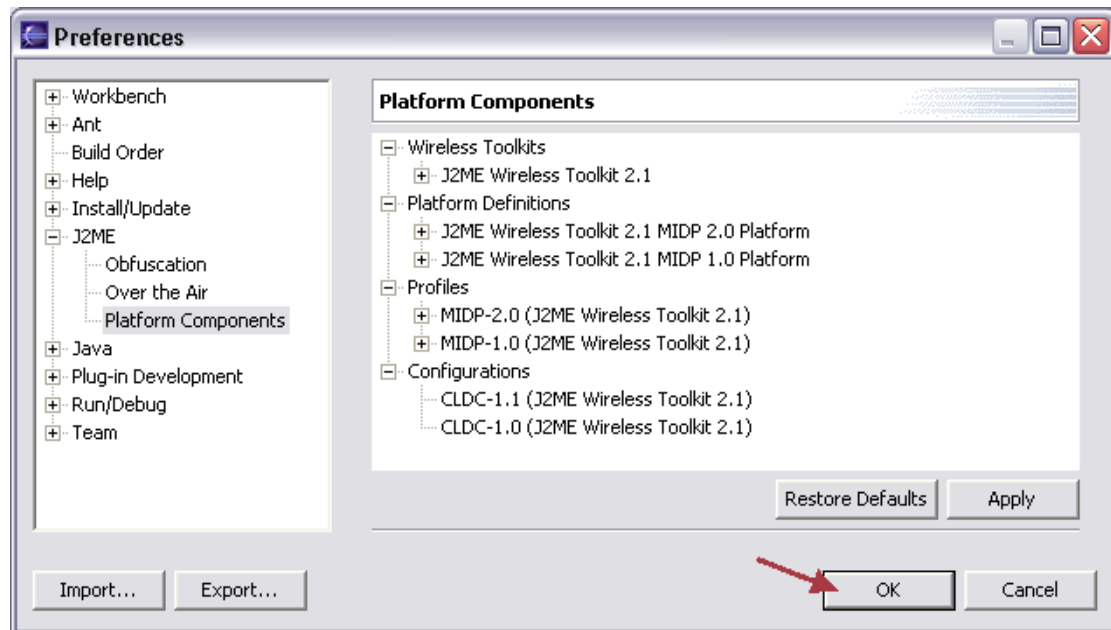 Preferences
Workbench
Ant
Build Order
Help
Install/Update
J2ME
Obfuscation
Over the Air
Platform Components
Java
Plug-in Development
Run/Debug
Team
Platform Components
Wireless Toolkits
J2ME Wireless Toolkit 2.1
Platform Definitions
J2ME Wireless Toolkit 2.1 MIDP 2.0 Platform
J2ME Wireless Toolkit 2.1 MIDP 1.0 Platform
Profiles
MIDP-2.0 (J2ME Wireless Toolkit 2.1)
MIDP-1.0 (J2ME Wireless Toolkit 2.1)
Configurations
CLDC-1.1 (J2ME Wireless Toolkit 2.1)
CLDC-1.0 (J2ME Wireless Toolkit 2.1)
Restore Defaults
Apply
Import...
Export...
OK
Cancel